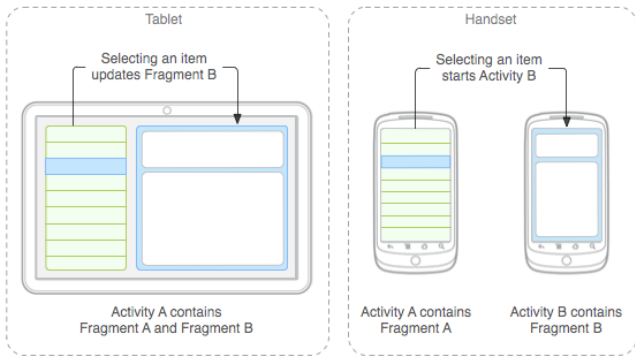 Tablet
Selecting an item
updates Fragment B
Activity A contains
Fragment A and Fragment B
Handset
Selecting an item
starts Activity B
Activity A contains
Fragment A
Activity B contains
Fragment B